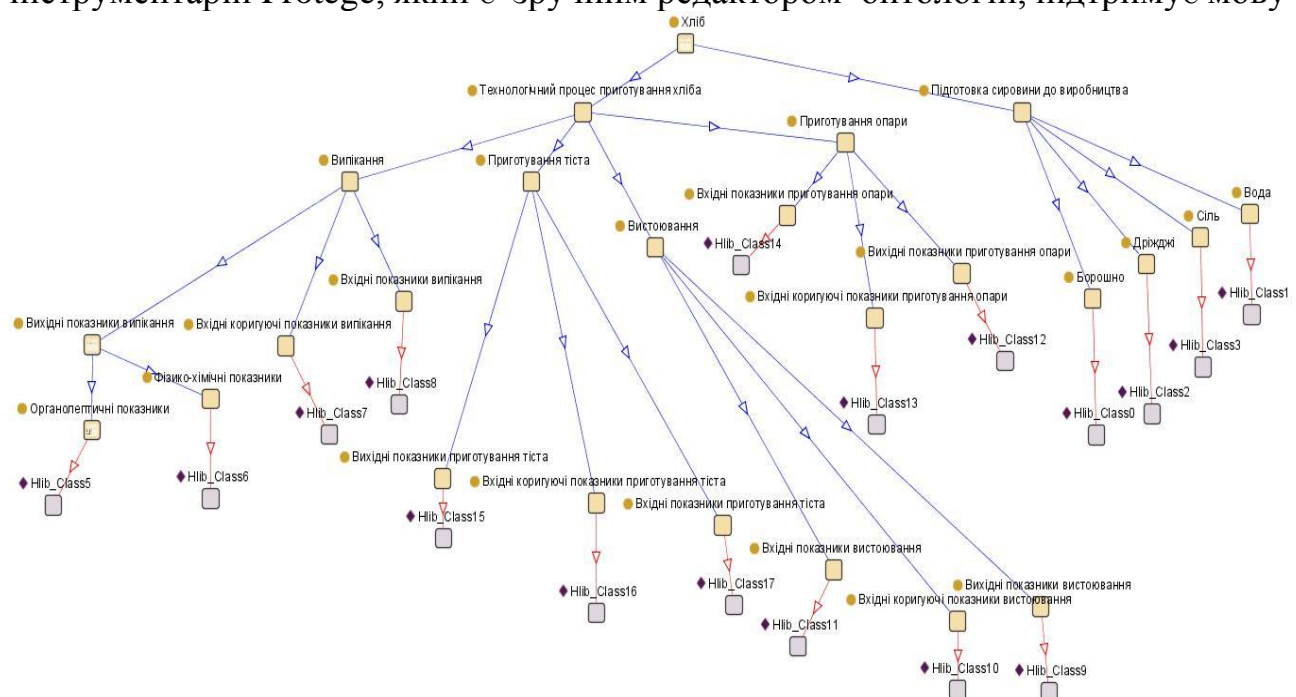 інструментарій Protégé, який є зручним редактором онтологій, підтримує мову
Хліб
Технологічний процес приготування хліба
Підготовка сировини до виробництва
Приготування опари
Випікання
Приготування тіста
Вхідні показники приготування опари
Вода
Сіль
Вистоювання
Hlib_Class14
Вихідні показники приготування опари
Дріжджі
Вхідні показники випікання
Борошно
Hlib_Class1
Вхідні коригуючі показники приготування опари
Вихідні показники випікання
Вхідні коригуючі показники випікання
Hlib_Class12
Hlib_Class3
Фізико-хімічні показники
Hlib_Class8
Hlib_Class2
Органолептичні показники
Hlib_Class7
Hlib_Class13
Hlib_Class0
Вихідні показники приготування тіста
Hlib_Class5
Hlib_Class6
Вхідні коригуючі показники приготування тіста
Вхідні показники приготування тіста
Hlib_Class15
Вхідні показники вистоювання
Hlib_Class16
Hlib_Class17
Вихідні показники вистоювання
Вхідні коригуючі показники вистоювання
Hlib_Class11
Hlib_Class10
Hlib_Class9